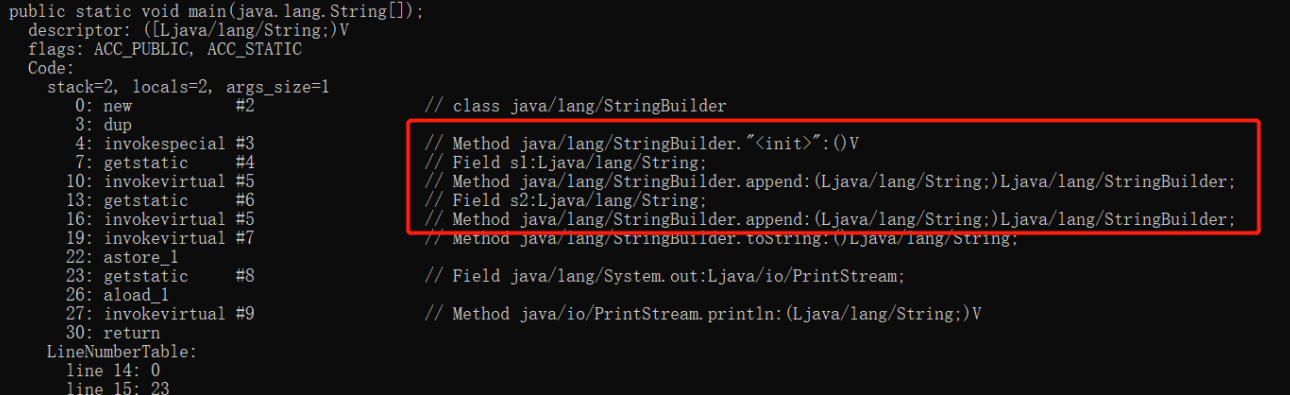 public static void main(java.lang.String[]);
descriptor: ([Ljava/lang/String;)V
flags: ACC_PUBLIC, ACC_STATIC
Code:
stack=2, locals=2, args_size=1
0: new #2 // class java/lang/StringBuilder
3: dup
4: invokespecial #3 // Method java/lang/StringBuilder."<init>":()V
7: getstatic #4 // Field s1:Ljava/lang/String;
10: invokevirtual #5 // Method java/lang/StringBuilder.append:(Ljava/lang/String;)Ljava/lang/StringBuilder;
13: getstatic #6 // Field s2:Ljava/lang/String;
16: invokevirtual #5 // Method java/lang/StringBuilder.append:(Ljava/lang/String;)Ljava/lang/StringBuilder;
19: invokevirtual #7 // Method java/lang/StringBuilder.toString:()Ljava/lang/String;
22: astore_1
23: getstatic #8 // Field java/lang/System.out:Ljava/io/PrintStream;
26: aload_1
27: invokevirtual #9 // Method java/io/PrintStream.println:(Ljava/lang/String;)V
30: return
LineNumberTable:
line 14: 0
line 15: 23